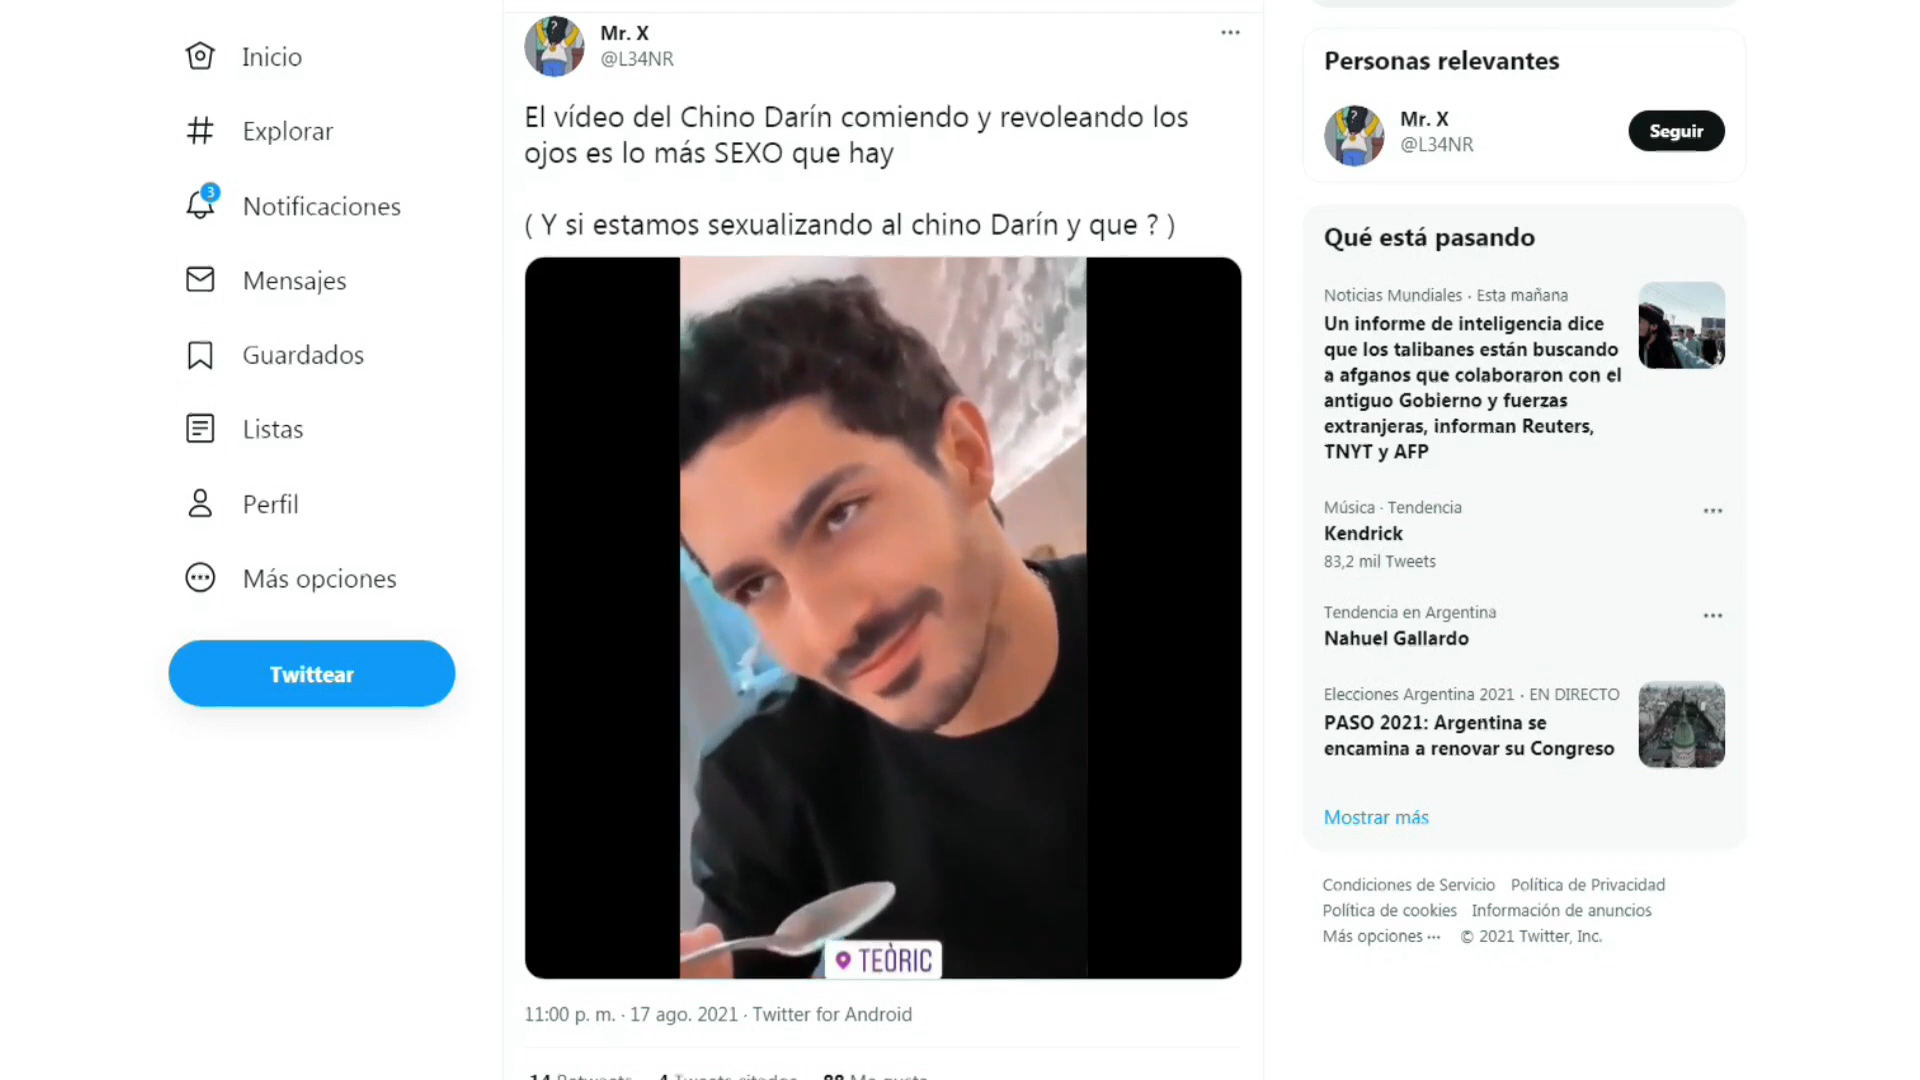 Inicio
Explorar
3
Notificaciones
Mensajes
Guardados
Listas
Perfil
Más opciones
Twittear
Mr. X
@L34NR
El vídeo del Chino Darín comiendo y revoleando los
ojos es lo más SEXO que hay
( Y si estamos sexualizando al chino Darín y que ? )
TEÒRIC
11:00 p. m. · 17 ago. 2021 · Twitter for Android
14 Retweets 4 Tweets citados 88 Me gusta
Personas relevantes
Mr. X
@L34NR
Seguir
Qué está pasando
Noticias Mundiales · Esta mañana
Un informe de inteligencia dice
que los talibanes están buscando
a afganos que colaboraron con el
antiguo Gobierno y fuerzas
extranjeras, informan Reuters,
TNYT y AFP
Música · Tendencia
Kendrick
83,2 mil Tweets
Tendencia en Argentina
Nahuel Gallardo
Elecciones Argentina 2021 · EN DIRECTO
PASO 2021: Argentina se
encamina a renovar su Congreso
Mostrar más
Condiciones de Servicio Política de Privacidad
Política de cookies Información de anuncios
Más opciones ··· © 2021 Twitter, Inc.